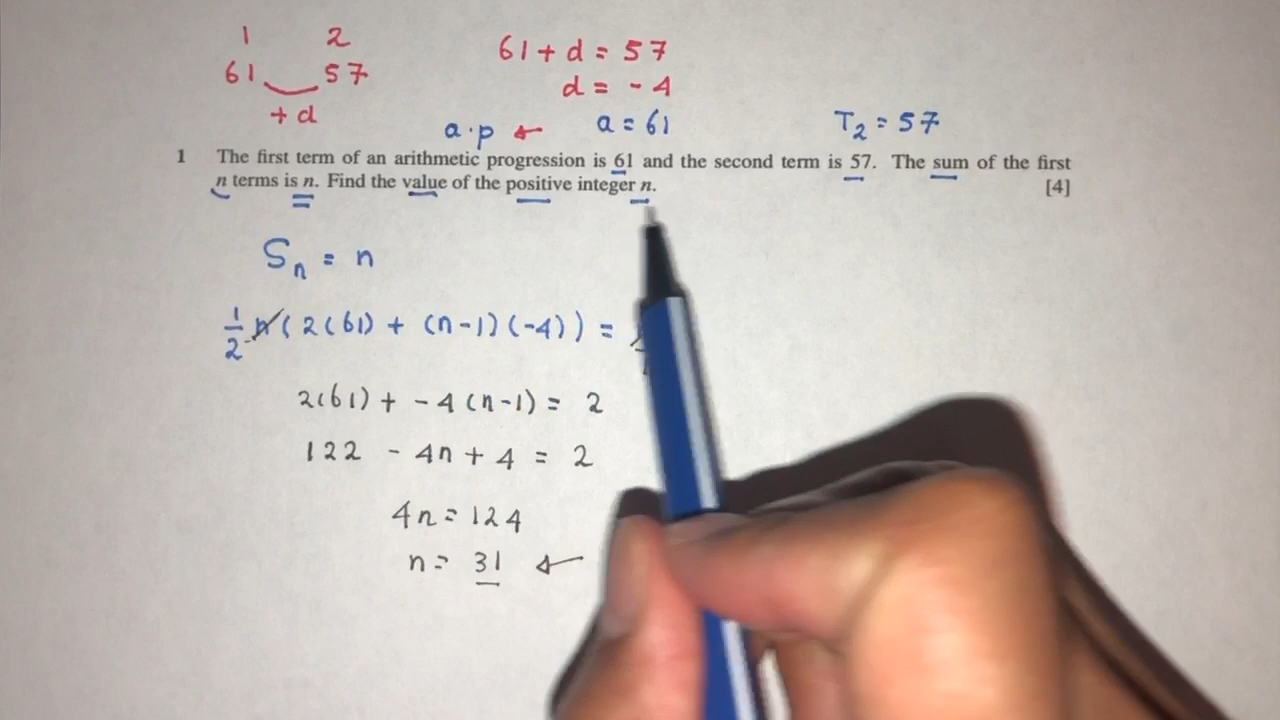 1 2
61 57
+ d
61 + d = 57
d = - 4
a.p ← a = 61 T₂ = 57
1 The first term of an arithmetic progression is 61 and the second term is 57. The sum of the first
n terms is n. Find the value of the positive integer n. [4]
Sₙ = n
1/2 n ( 2(61) + (n-1)(-4) ) =
2(61) + - 4 (n-1) = 2
122 - 4n + 4 = 2
4n = 124
n = 31 ←